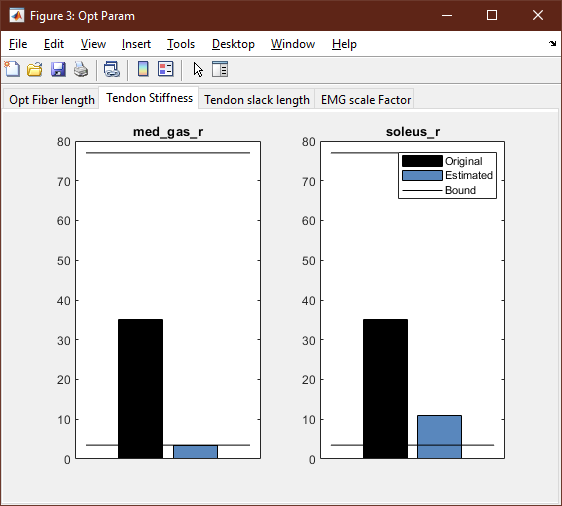 Figure 3: Opt Param
File Edit View Insert Tools Desktop Window Help
Opt Fiber length Tendon Stiffness Tendon slack length EMG scale Factor
med_gas_r
80
70
60
50
40
30
20
10
0
soleus_r
80
70
60
50
40
30
20
10
0
Original
Estimated
Bound